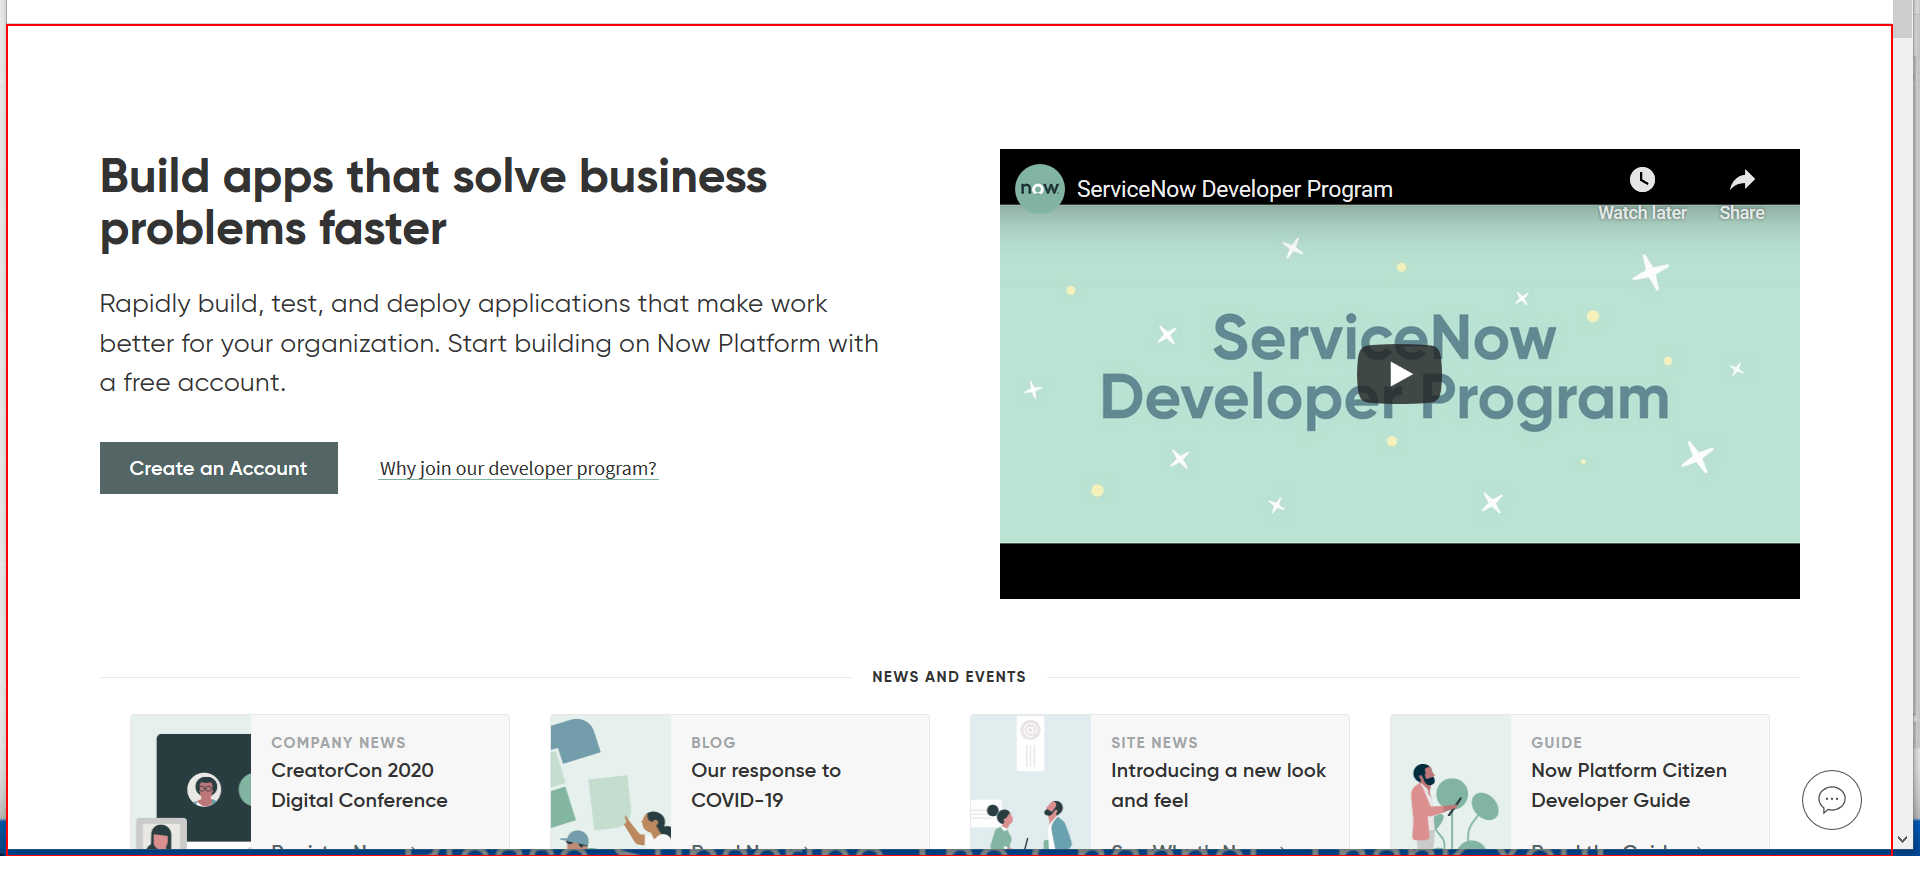 Build apps that solve business
problems faster
Rapidly build, test, and deploy applications that make work
better for your organization. Start building on Now Platform with
a free account.
Create an Account
Why join our developer program?
now
ServiceNow Developer Program
Watch later
Share
ServiceNow
Developer Program
NEWS AND EVENTS
COMPANY NEWS
CreatorCon 2020
Digital Conference
BLOG
Our response to
COVID-19
SITE NEWS
Introducing a new look
and feel
GUIDE
Now Platform Citizen
Developer Guide